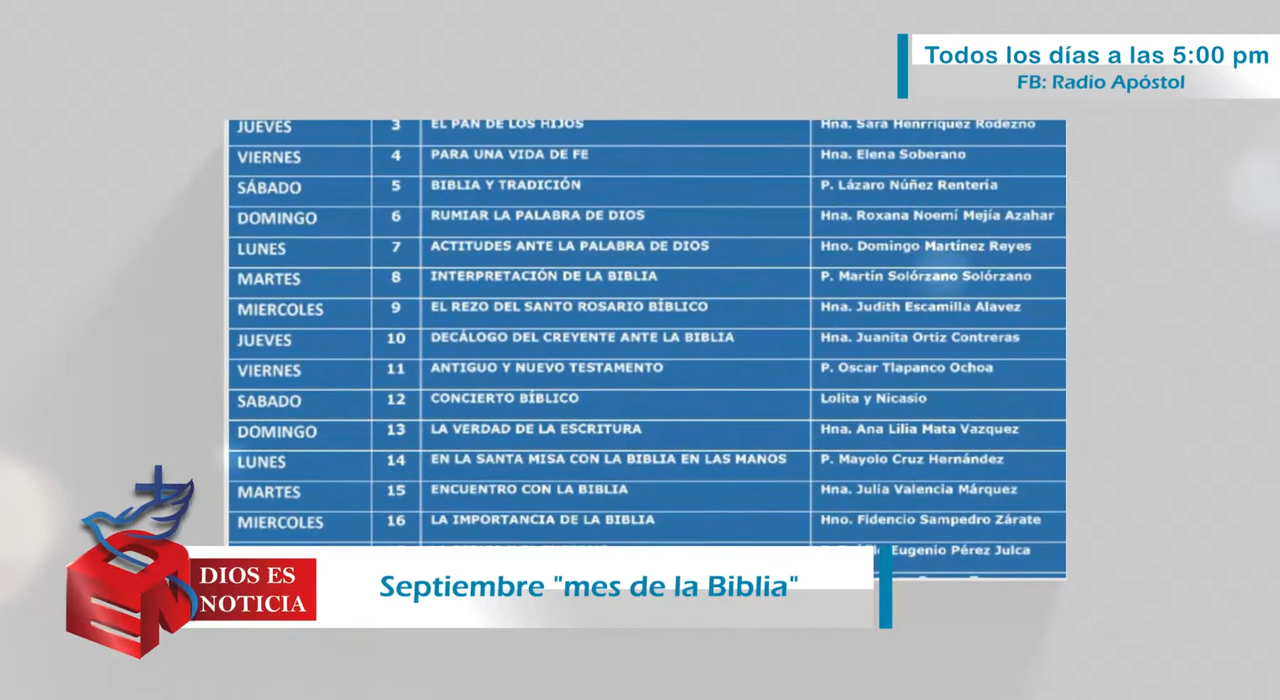 Todos los días a las 5:00 pm
FB: Radio Apóstol
JUEVES 3 EL PAN DE LOS HIJOS Hna. Sara Henrríquez Rodezno
VIERNES 4 PARA UNA VIDA DE FE Hna. Elena Soberano
SÁBADO 5 BIBLIA Y TRADICIÓN P. Lázaro Núñez Rentería
DOMINGO 6 RUMIAR LA PALABRA DE DIOS Hna. Roxana Noemí Mejía Azahar
LUNES 7 ACTITUDES ANTE LA PALABRA DE DIOS Hno. Domingo Martínez Reyes
MARTES 8 INTERPRETACIÓN DE LA BIBLIA P. Martín Solórzano Solórzano
MIERCOLES 9 EL REZO DEL SANTO ROSARIO BÍBLICO Hna. Judith Escamilla Alavez
JUEVES 10 DECÁLOGO DEL CREYENTE ANTE LA BIBLIA Hna. Juanita Ortiz Contreras
VIERNES 11 ANTIGUO Y NUEVO TESTAMENTO P. Oscar Tlapanco Ochoa
SABADO 12 CONCIERTO BÍBLICO Lolita y Nicasio
DOMINGO 13 LA VERDAD DE LA ESCRITURA Hna. Ana Lilia Mata Vazquez
LUNES 14 EN LA SANTA MISA CON LA BIBLIA EN LAS MANOS P. Mayolo Cruz Hernández
MARTES 15 ENCUENTRO CON LA BIBLIA Hna. Julia Valencia Márquez
MIERCOLES 16 LA IMPORTANCIA DE LA BIBLIA Hno. Fidencio Sampedro Zárate
Eugenio Pérez Julca
DEN
DIOS ES
NOTICIA
Septiembre "mes de la Biblia"